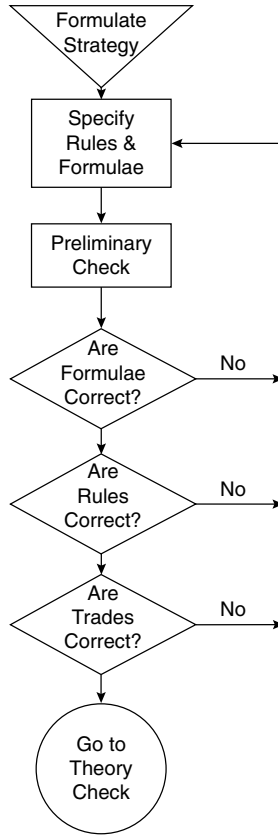 Formulate
Strategy
Specify
Rules &
Formulae
Preliminary
Check
Are
Formulae
Correct?
No
Are
Rules
Correct?
No
Are
Trades
Correct?
No
Go to
Theory
Check